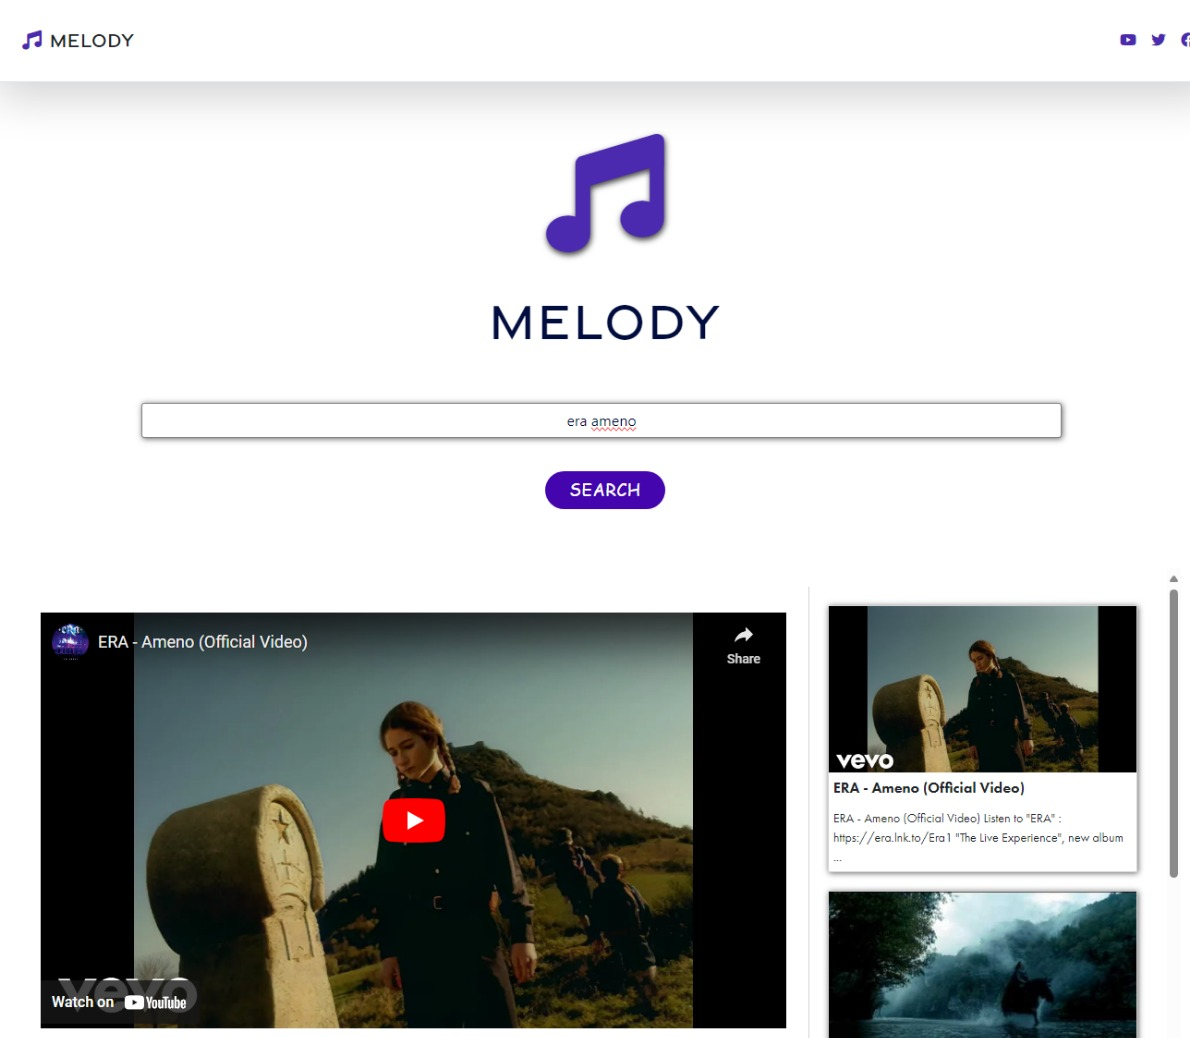 MELODY
MELODY
era ameno
SEARCH
ERA - Ameno (Official Video)
Share
vevo
Watch on YouTube
vevo
ERA - Ameno (Official Video)
ERA - Ameno (Official Video) Listen to "ERA" :
https://era.lnk.to/Era1 "The Live Experience", new album
...